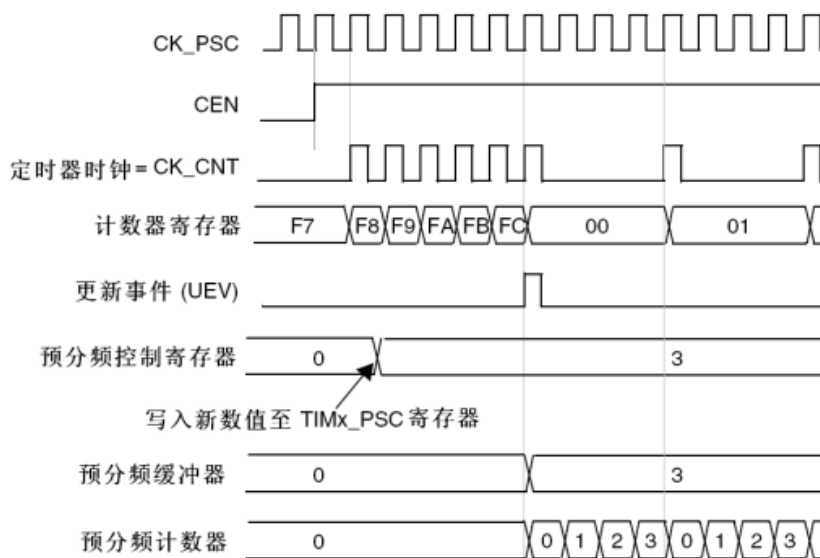 CK_PSC
CEN
定时器时钟= CK_CNT
计数器寄存器 F7 F8 F9 FA FB FC 00 01
更新事件 (UEV)
预分频控制寄存器 0 3
写入新数值至 TIMx_PSC 寄存器
预分频缓冲器 0 3
预分频计数器 0 0 1 2 3 0 1 2 3